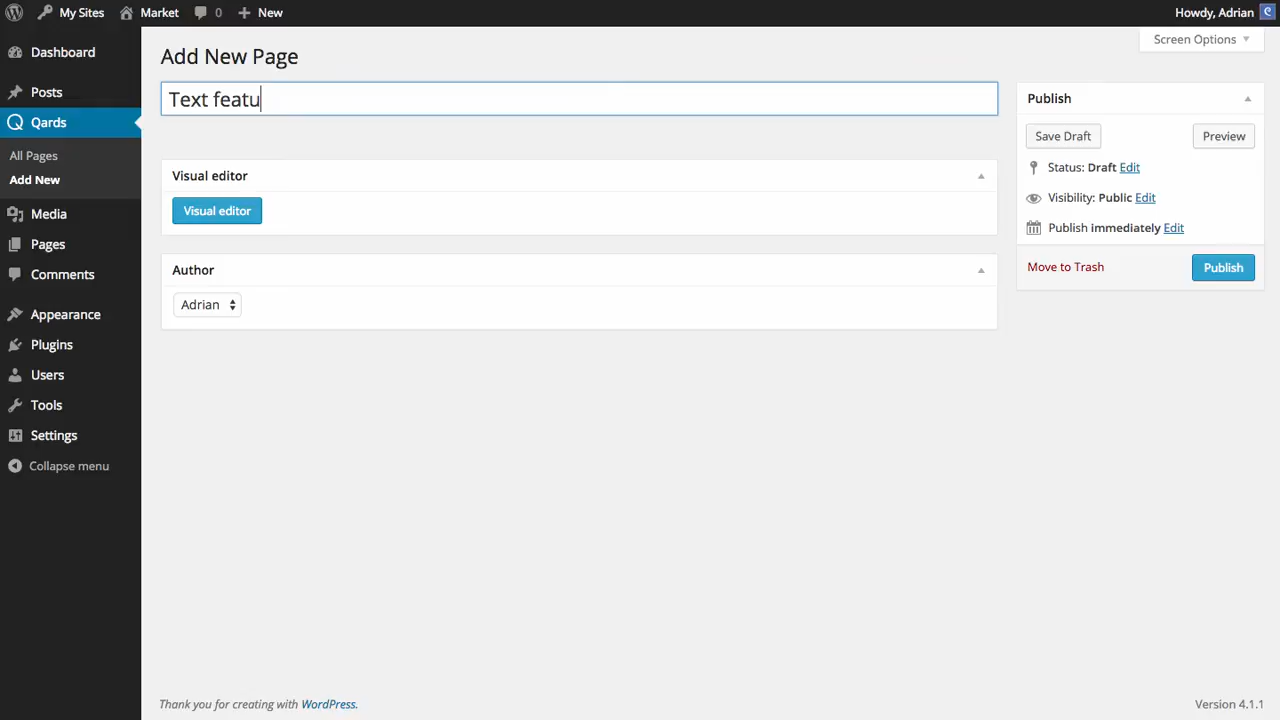 My Sites Market 0 New Howdy, Adrian
Screen Options
Dashboard
Posts
Qards
All Pages
Add New
Media
Pages
Comments
Appearance
Plugins
Users
Tools
Settings
Collapse menu
Add New Page
Text featu
Visual editor
Visual editor
Author
Adrian
Publish
Save Draft Preview
Status: Draft Edit
Visibility: Public Edit
Publish immediately Edit
Move to Trash Publish
Thank you for creating with WordPress. Version 4.1.1